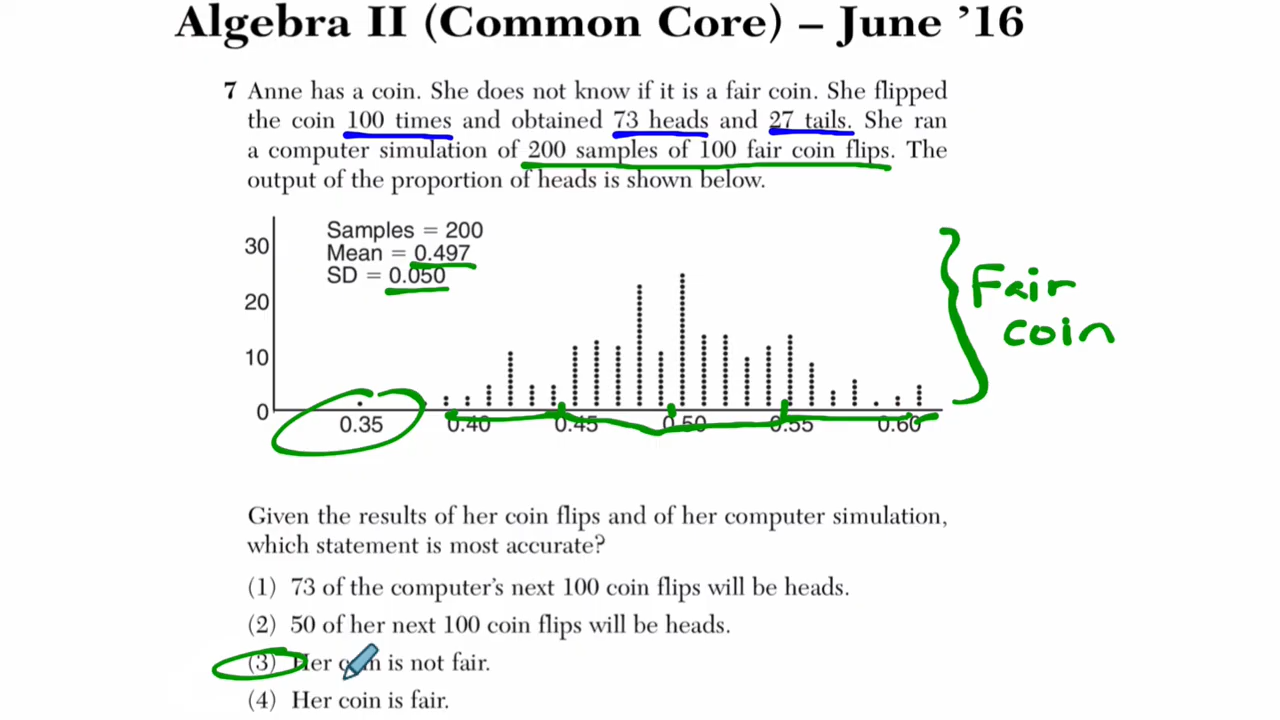 Algebra II (Common Core) – June ’16
7 Anne has a coin. She does not know if it is a fair coin. She flipped
the coin 100 times and obtained 73 heads and 27 tails. She ran
a computer simulation of 200 samples of 100 fair coin flips. The
output of the proportion of heads is shown below.
30
Samples = 200
Mean = 0.497
SD = 0.050
20
10
0
0.35 0.40 0.45 0.50 0.55 0.60
Fair
coin
Given the results of her coin flips and of her computer simulation,
which statement is most accurate?
(1) 73 of the computer’s next 100 coin flips will be heads.
(2) 50 of her next 100 coin flips will be heads.
(3) Her coin is not fair.
(4) Her coin is fair.